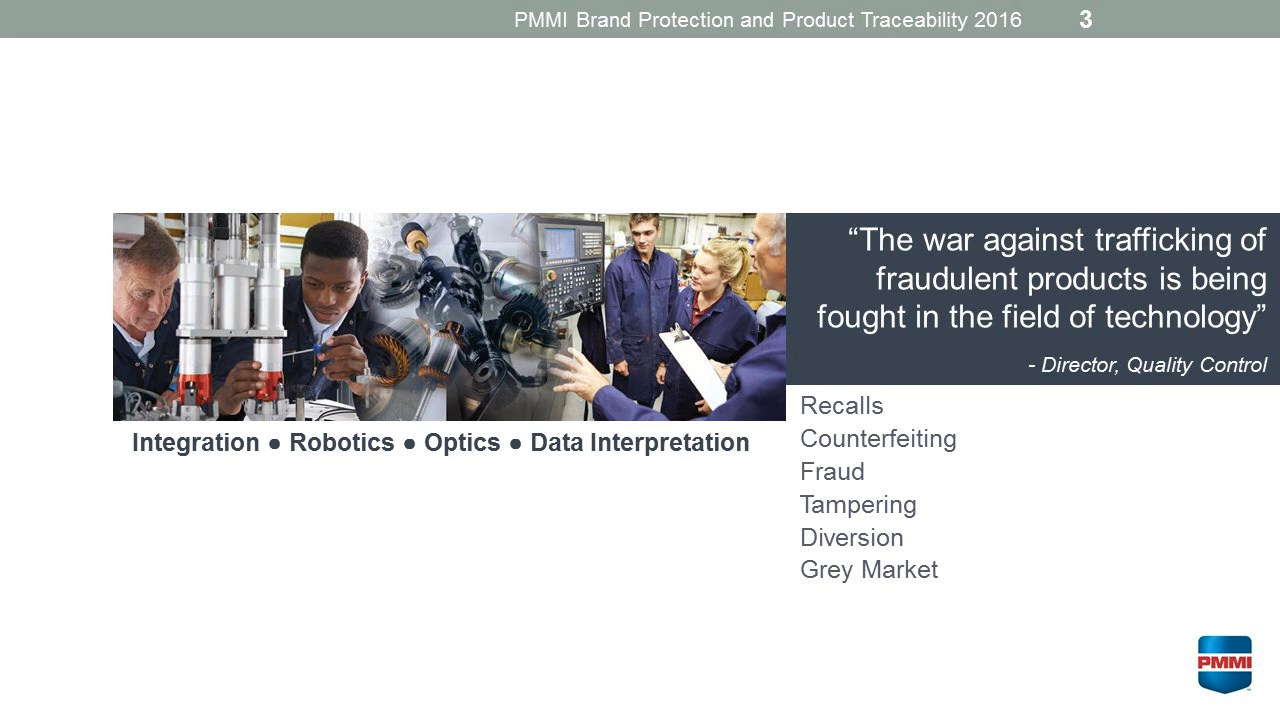 PMMI Brand Protection and Product Traceability 2016 3
“The war against trafficking of
fraudulent products is being
fought in the field of technology”
- Director, Quality Control
Integration ● Robotics ● Optics ● Data Interpretation
Recalls
Counterfeiting
Fraud
Tampering
Diversion
Grey Market
PMMI